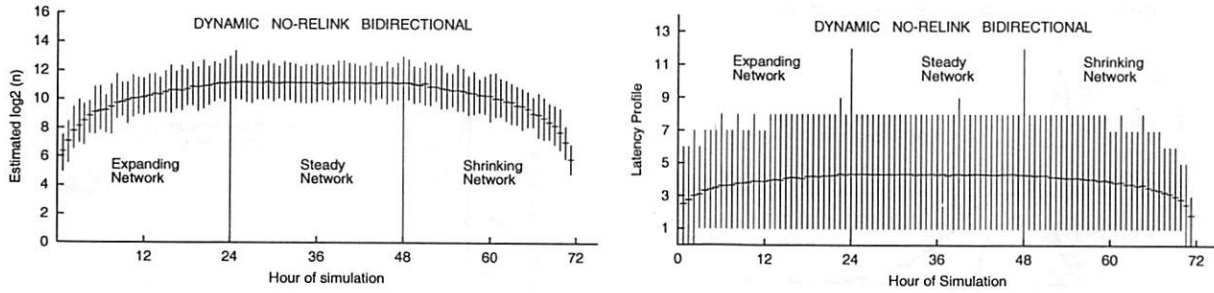 DYNAMIC NO-RELINK BIDIRECTIONAL
16
14
12
10
8
6
4
2
0
Estimated log2 (n)
Expanding
Network
Steady
Network
Shrinking
Network
12
24
36
48
60
72
Hour of simulation
DYNAMIC NO-RELINK BIDIRECTIONAL
13
11
9
7
5
3
1
Latency Profile
Expanding
Network
Steady
Network
Shrinking
Network
0
12
24
36
48
60
72
Hour of Simulation